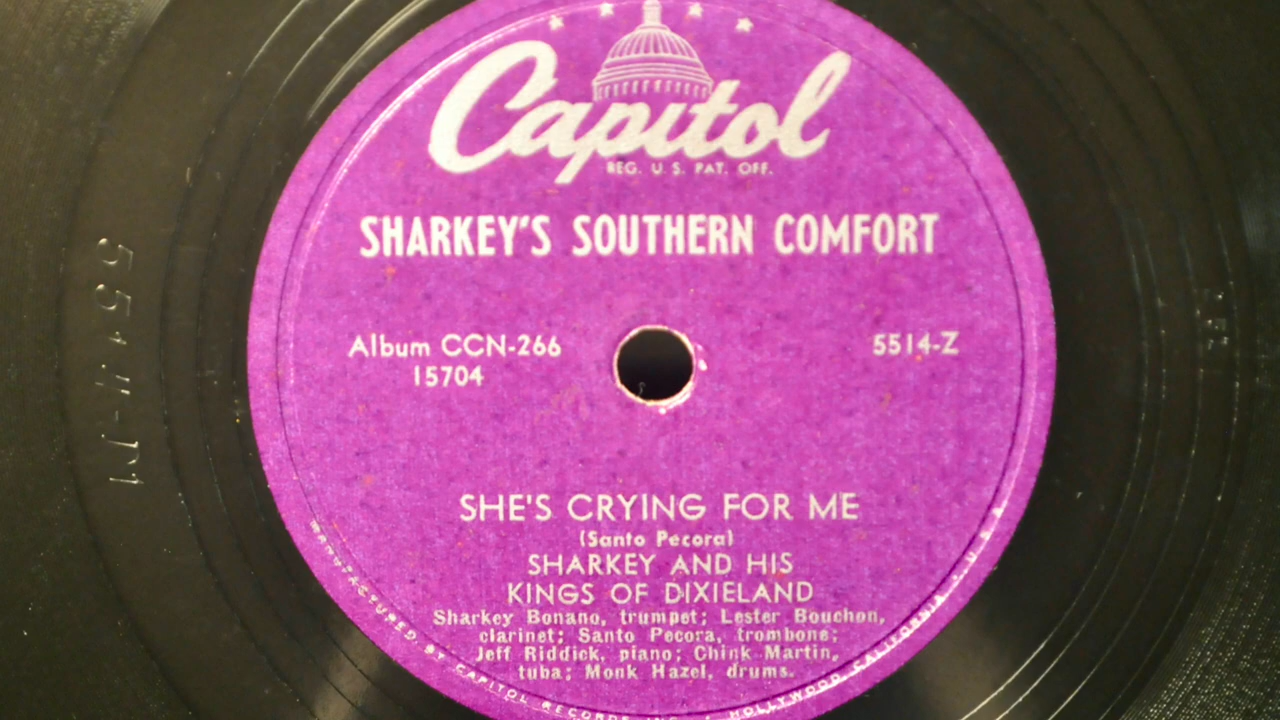 Capitol
REG. U. S. PAT. OFF.
SHARKEY'S SOUTHERN COMFORT
Album CCN-266
15704
5514-Z
SHE'S CRYING FOR ME
(Santo Pecora)
SHARKEY AND HIS
KINGS OF DIXIELAND
Sharkey Bonano, trumpet; Lester Bouchon,
clarinet; Santo Pecora, trombone;
Jeff Riddick, piano; Chink Martin,
tuba; Monk Hazel, drums.
MANUFACTURED BY CAPITOL RECORDS, INC. • HOLLYWOOD, CALIFORNIA • U. S. A.